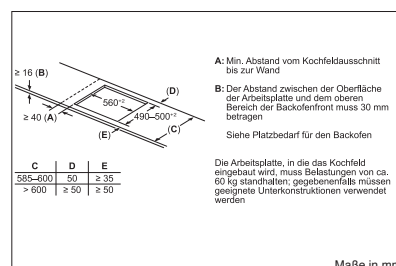 ≥ 16 (B)
(D)
560⁺²
490–500⁺²
≥ 40 (A)
(E)
(C)
C D E
585–600 50 ≥ 35
> 600 ≥ 50 ≥ 50
A: Min. Abstand vom Kochfeldausschnitt
bis zur Wand
B: Der Abstand zwischen der Oberfläche
der Arbeitsplatte und dem oberen
Bereich der Backofenfront muss 30 mm
betragen
Siehe Platzbedarf für den Backofen
Die Arbeitsplatte, in die das Kochfeld
eingebaut wird, muss Belastungen von ca.
60 kg standhalten; gegebenenfalls müssen
geeignete Unterkonstruktionen verwendet
werden
Maße in mm